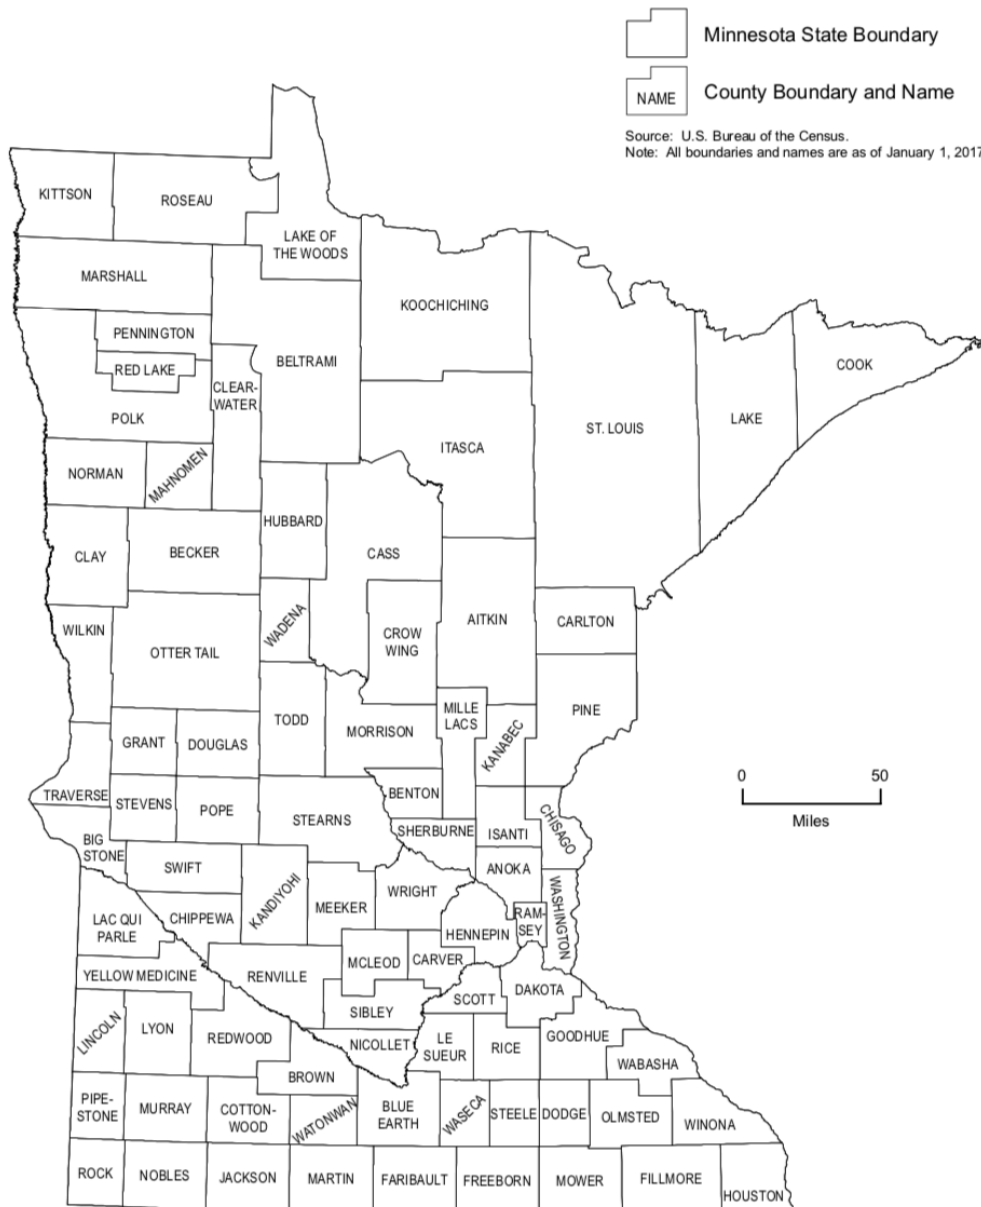 Minnesota State Boundary
NAME
County Boundary and Name
Source: U.S. Bureau of the Census.
Note: All boundaries and names are as of January 1, 2017
KITTSON
ROSEAU
LAKE OF
THE WOODS
MARSHALL
KOOCHICHING
PENNINGTON
RED LAKE
BELTRAMI
CLEAR-
WATER
COOK
POLK
LAKE
ST. LOUIS
ITASCA
NORMAN
MAHNOMEN
HUBBARD
CLAY
BECKER
CASS
WILKIN
OTTER TAIL
WADENA
CROW
WING
AITKIN
CARLTON
TODD
MILLE
LACS
PINE
MORRISON
KANABEC
GRANT
DOUGLAS
0
50
Miles
TRAVERSE
STEVENS
POPE
BENTON
STEARNS
SHERBURNE
ISANTI
CHISAGO
BIG
STONE
SWIFT
ANOKA
KANDIYOHI
WRIGHT
MEEKER
WASHINGTON
LAC QUI
PARLE
CHIPPEWA
HENNEPIN
RAM-
SEY
YELLOW MEDICINE
RENVILLE
MCLEOD
CARVER
DAKOTA
SCOTT
SIBLEY
LINCOLN
LYON
REDWOOD
NICOLLET
LE
SUEUR
RICE
GOODHUE
WABASHA
BROWN
PIPE-
STONE
MURRAY
COTTON-
WOOD
WATONWAN
BLUE
EARTH
WASECA
STEELE
DODGE
OLMSTED
WINONA
ROCK
NOBLES
JACKSON
MARTIN
FARIBAULT
FREEBORN
MOWER
FILLMORE
HOUSTON